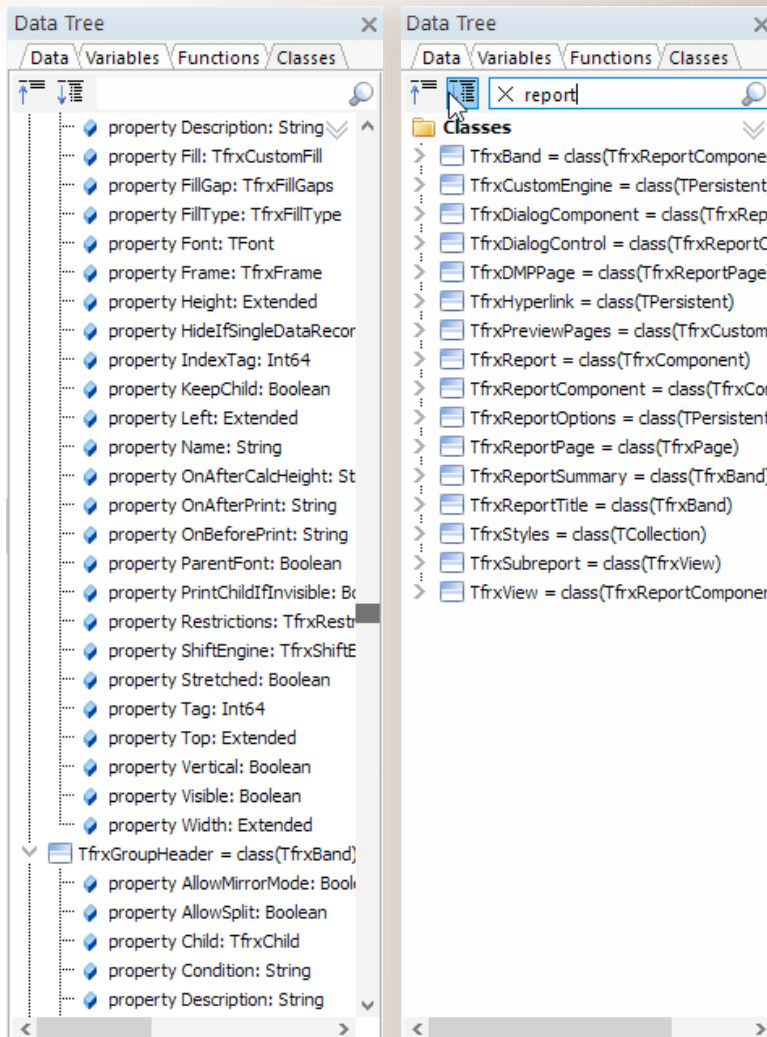 Data Tree
Data Variables Functions Classes
property Description: String
property Fill: TfrxCustomFill
property FillGap: TfrxFillGaps
property FillType: TfrxFillType
property Font: TFont
property Frame: TfrxFrame
property Height: Extended
property HideIfSingleDataRecor
property IndexTag: Int64
property KeepChild: Boolean
property Left: Extended
property Name: String
property OnAfterCalcHeight: St
property OnAfterPrint: String
property OnBeforePrint: String
property ParentFont: Boolean
property PrintChildIfInvisible: Bo
property Restrictions: TfrxRestr
property ShiftEngine: TfrxShiftE
property Stretched: Boolean
property Tag: Int64
property Top: Extended
property Vertical: Boolean
property Visible: Boolean
property Width: Extended
TfrxGroupHeader = class(TfrxBand)
property AllowMirrorMode: Bool
property AllowSplit: Boolean
property Child: TfrxChild
property Condition: String
property Description: String
Data Tree
Data Variables Functions Classes
report
Classes
TfrxBand = class(TfrxReportCompone
TfrxCustomEngine = class(TPersistent)
TfrxDialogComponent = class(TfrxRep
TfrxDialogControl = class(TfrxReportC
TfrxDMPPage = class(TfrxReportPage)
TfrxHyperlink = class(TPersistent)
TfrxPreviewPages = class(TfrxCustom
TfrxReport = class(TfrxComponent)
TfrxReportComponent = class(TfrxCo
TfrxReportOptions = class(TPersistent
TfrxReportPage = class(TfrxPage)
TfrxReportSummary = class(TfrxBand)
TfrxReportTitle = class(TfrxBand)
TfrxStyles = class(TCollection)
TfrxSubreport = class(TfrxView)
TfrxView = class(TfrxReportComponer